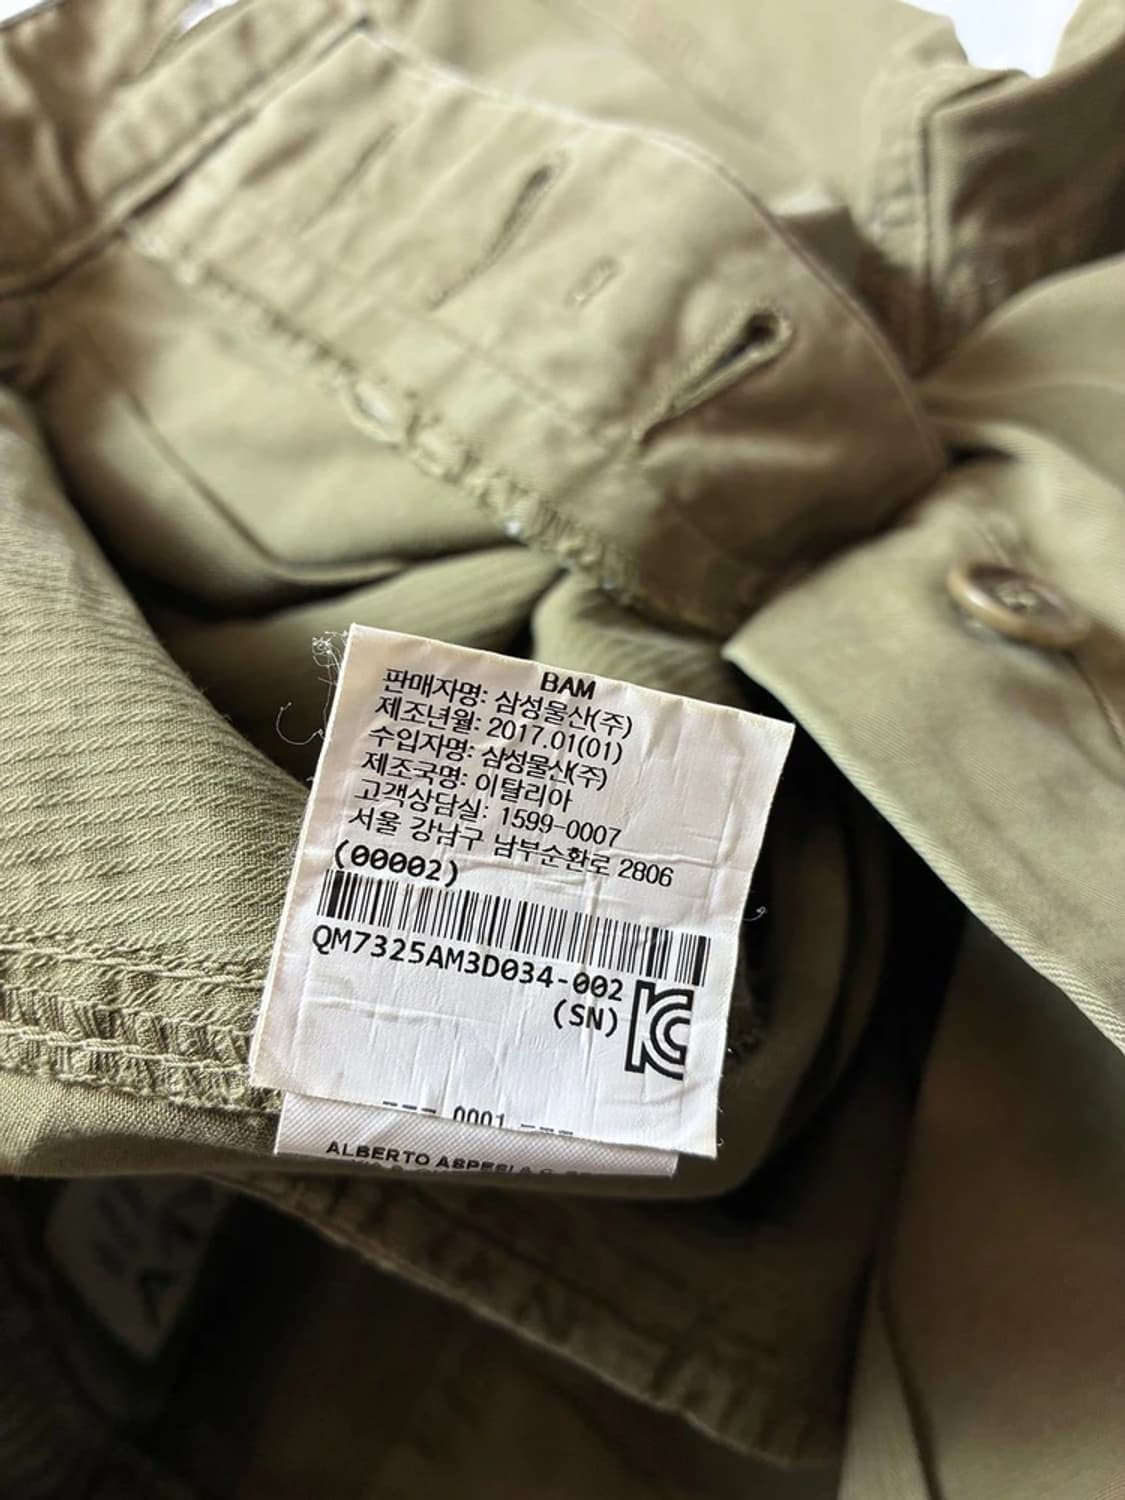 BAM
판매자명: 삼성물산(주)
제조년월: 2017.01(01)
수입자명: 삼성물산(주)
제조국명: 이탈리아
고객상담실: 1599-0007
서울 강남구 남부순환로 2806
(00002)
QM7325AM3D034-002
(SN)
KC
0001
ALBERTO ASPESI &